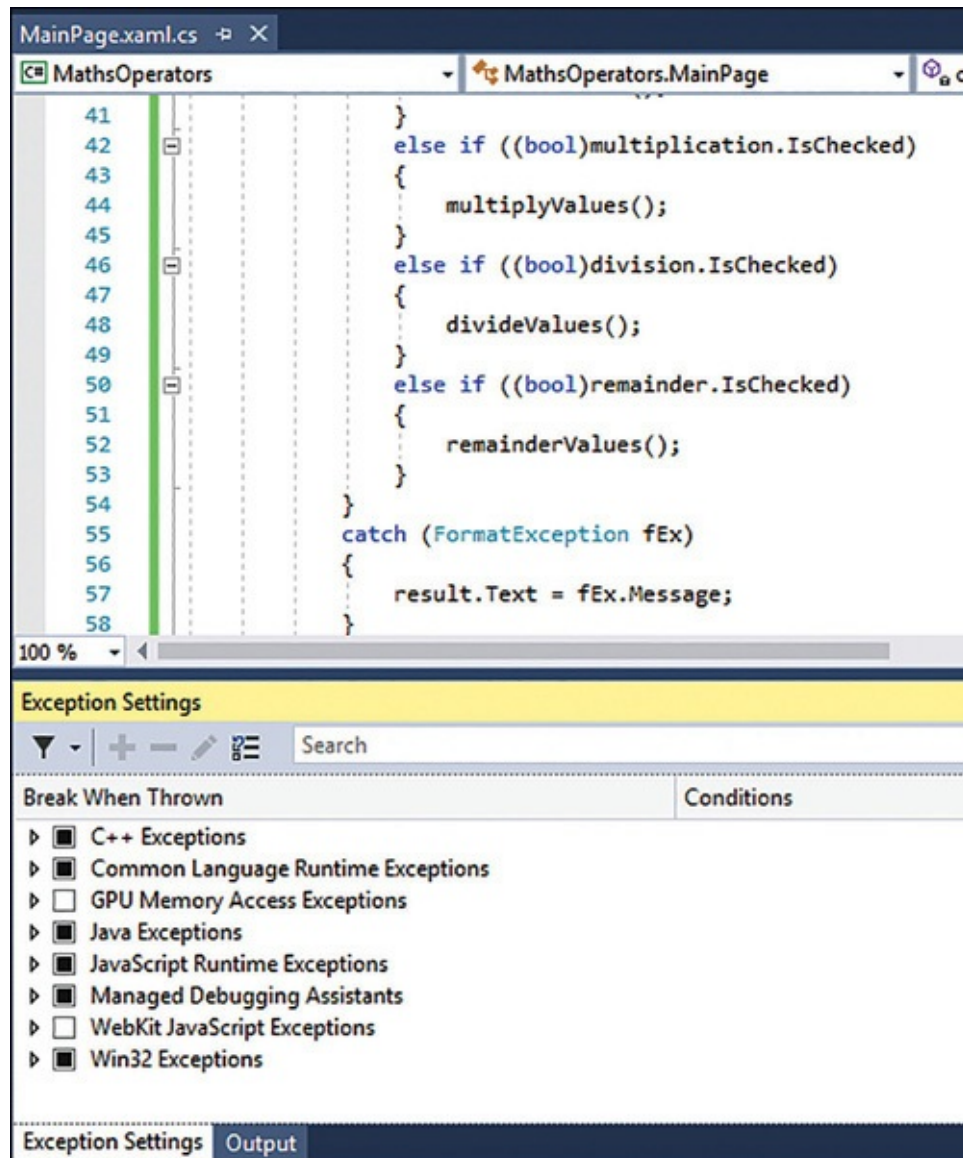 MainPage.xaml.cs
MathsOperators MathsOperators.MainPage
41 }
42 else if ((bool)multiplication.IsChecked)
43 {
44 multiplyValues();
45 }
46 else if ((bool)division.IsChecked)
47 {
48 divideValues();
49 }
50 else if ((bool)remainder.IsChecked)
51 {
52 remainderValues();
53 }
54 }
55 catch (FormatException fEx)
56 {
57 result.Text = fEx.Message;
58 }
100 %
Exception Settings
Search
Break When Thrown Conditions
C++ Exceptions
Common Language Runtime Exceptions
GPU Memory Access Exceptions
Java Exceptions
JavaScript Runtime Exceptions
Managed Debugging Assistants
WebKit JavaScript Exceptions
Win32 Exceptions
Exception Settings Output